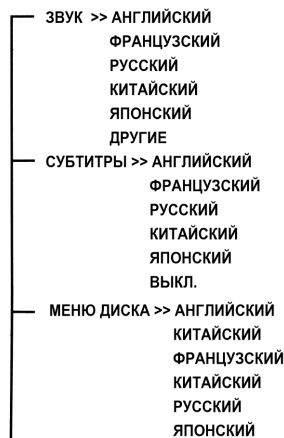 ЗВУК >> АНГЛИЙСКИЙ
ФРАНЦУЗСКИЙ
РУССКИЙ
КИТАЙСКИЙ
ЯПОНСКИЙ
ДРУГИЕ
СУБТИТРЫ >> АНГЛИЙСКИЙ
ФРАНЦУЗСКИЙ
РУССКИЙ
КИТАЙСКИЙ
ЯПОНСКИЙ
ВЫКЛ.
МЕНЮ ДИСКА >> АНГЛИЙСКИЙ
КИТАЙСКИЙ
ФРАНЦУЗСКИЙ
КИТАЙСКИЙ
РУССКИЙ
ЯПОНСКИЙ